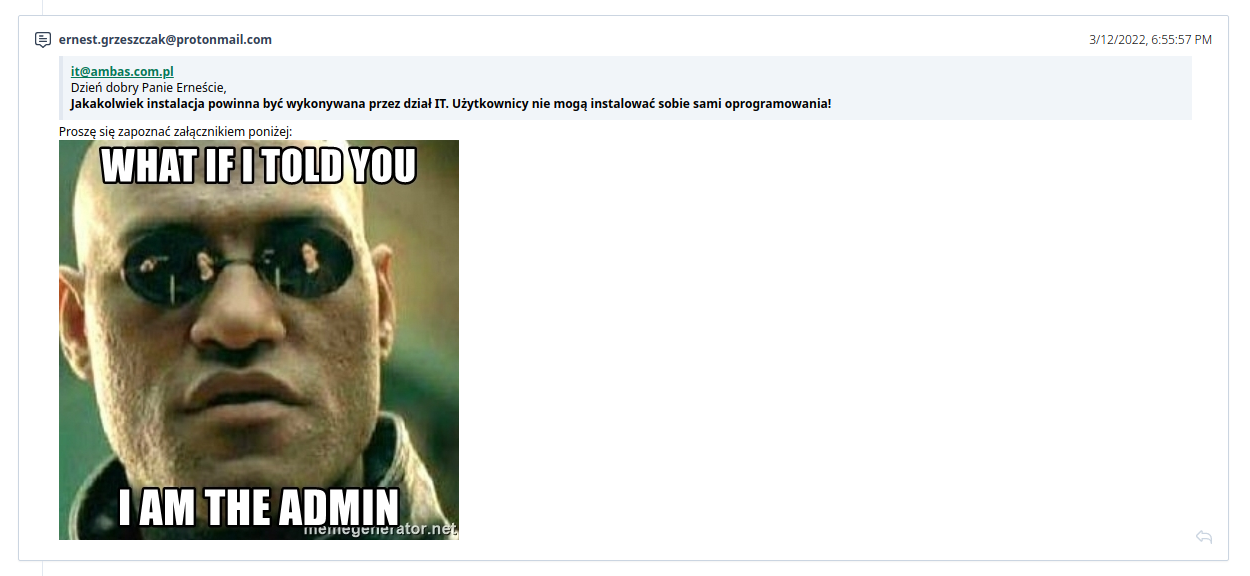 ernest.grzeszczak@protonmail.com
3/12/2022, 6:55:57 PM
it@ambas.com.pl
Dzień dobry Panie Erneście,
Jakakolwiek instalacja powinna być wykonywana przez dział IT. Użytkownicy nie mogą instalować sobie sami oprogramowania!
Proszę się zapoznać załącznikiem poniżej:
WHAT IF I TOLD YOU
I AM THE ADMIN
memegenerator.net